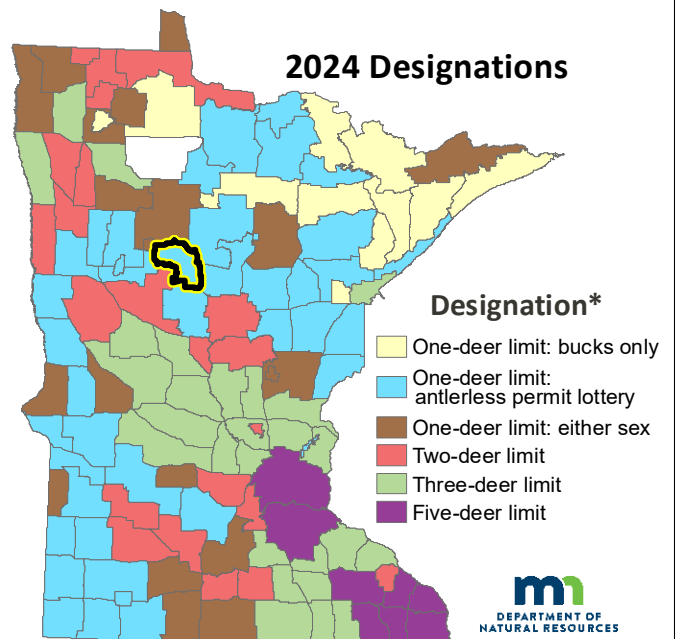 2024 Designations
Designation*
One-deer limit: bucks only
One-deer limit:
antlerless permit lottery
One-deer limit: either sex
Two-deer limit
Three-deer limit
Five-deer limit
mn
DEPARTMENT OF
NATURAL RESOURCES